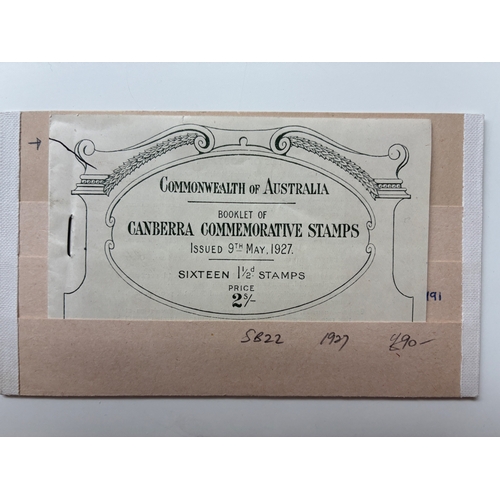 COMMONWEALTH OF AUSTRALIA
BOOKLET OF
CANBERRA COMMEMORATIVE STAMPS
ISSUED 9TH MAY, 1927.
SIXTEEN 1½d STAMPS
PRICE
2s/-
191
SB22 1927 £90-